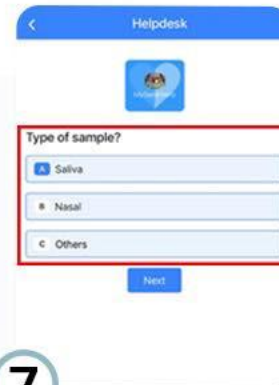 Helpdesk
Type of sample?
A Saliva
B Nasal
C Others
Next
7